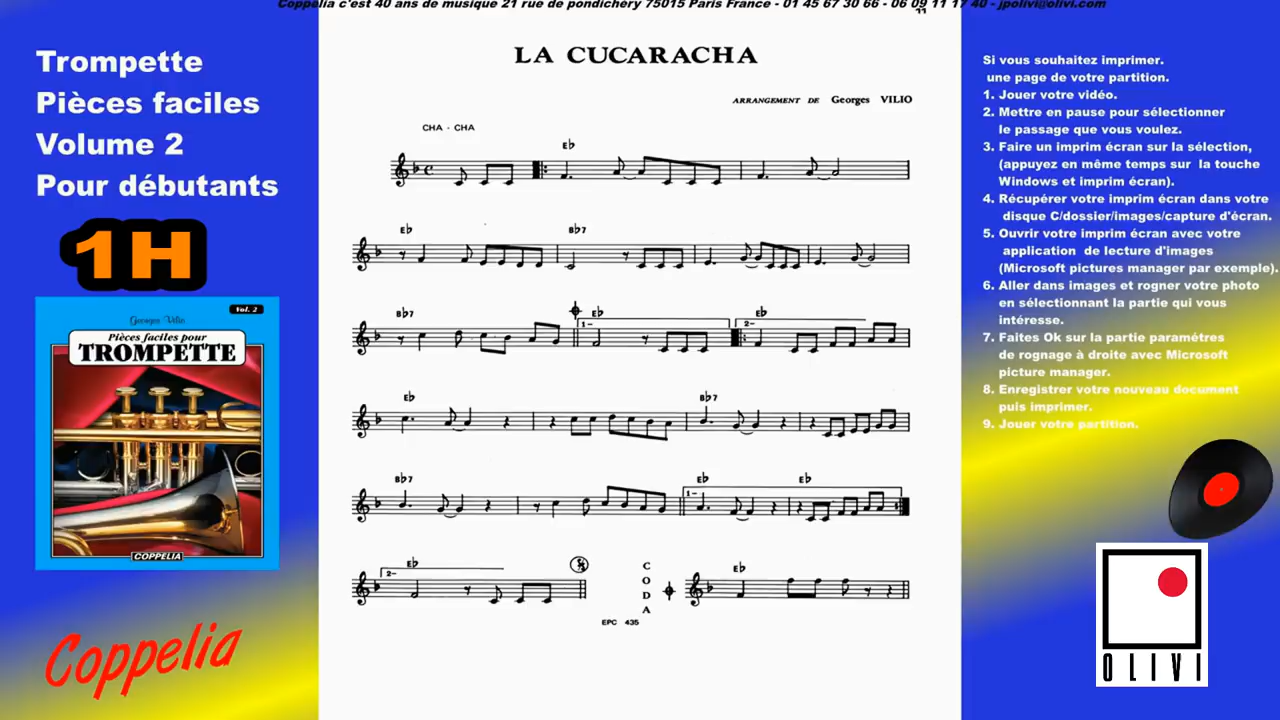 Coppelia c'est 40 ans de musique 21 rue de pondichéry 75015 Paris France - 01 45 67 30 66 - 06 09 11 17 40 - jpolivi@olivi.com
Trompette
Pièces faciles
Volume 2
Pour débutants
1H
Vol. 2
Georges Vilio
Pièces faciles pour
TROMPETTE
COPPELIA
Coppelia
LA CUCARACHA
ARRANGEMENT DE Georges VILIO
CHA - CHA
Eb
Eb Bb7
Bb7 Eb Eb
1- 2-
Eb Bb7
Bb7 Eb Eb
1-
Eb Eb
2-
CODA
EPC 435
Si vous souhaitez imprimer.
une page de votre partition.
1. Jouer votre vidéo.
2. Mettre en pause pour sélectionner
le passage que vous voulez.
3. Faire un imprim écran sur la sélection,
(appuyez en même temps sur la touche
Windows et imprim écran).
4. Récupérer votre imprim écran dans votre
disque C/dossier/images/capture d'écran.
5. Ouvrir votre imprim écran avec votre
application de lecture d'images
(Microsoft pictures manager par exemple).
6. Aller dans images et rogner votre photo
en sélectionnant la partie qui vous
intéresse.
7. Faites Ok sur la partie paramétres
de rognage à droite avec Microsoft
picture manager.
8. Enregistrer votre nouveau document
puis imprimer.
9. Jouer votre partition.
OLIVI